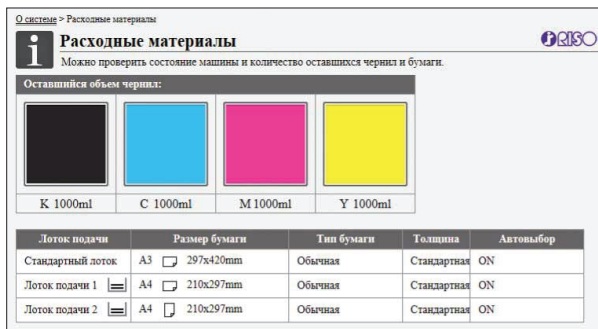 О системе > Расходные материалы
Расходные материалы
RISO
Можно проверить состояние машины и количество оставшихся чернил и бумаги.
Оставшийся объем чернил:
K 1000ml C 1000ml M 1000ml Y 1000ml
Лоток подачи Размер бумаги Тип бумаги Толщина Автовыбор
Стандартный лоток A3 297x420mm Обычная Стандартная ON
Лоток подачи 1 A4 210x297mm Обычная Стандартная ON
Лоток подачи 2 A4 210x297mm Обычная Стандартная ON